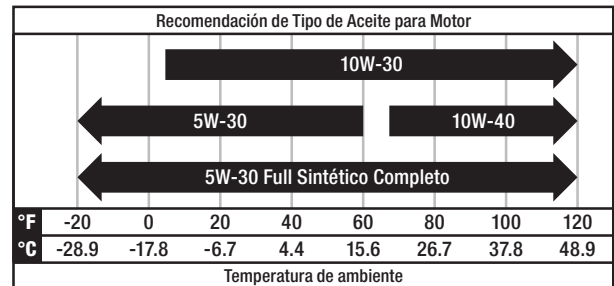 Recomendación de Tipo de Aceite para Motor
10W-30
5W-30 10W-40
5W-30 Full Sintético Completo
°F -20 0 20 40 60 80 100 120
°C -28.9 -17.8 -6.7 4.4 15.6 26.7 37.8 48.9
Temperatura de ambiente